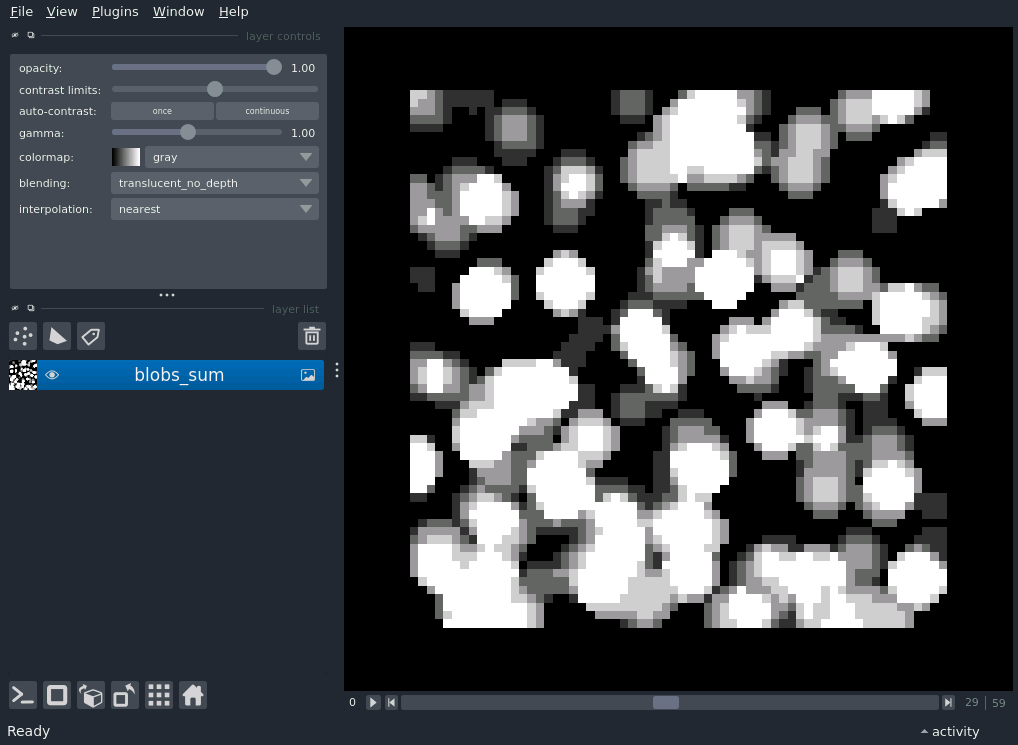 File View Plugins Window Help
layer controls
opacity: 1.00
contrast limits:
auto-contrast: once continuous
gamma: 1.00
colormap: gray
blending: translucent_no_depth
interpolation: nearest
layer list
blobs_sum
0 29 59
Ready activity